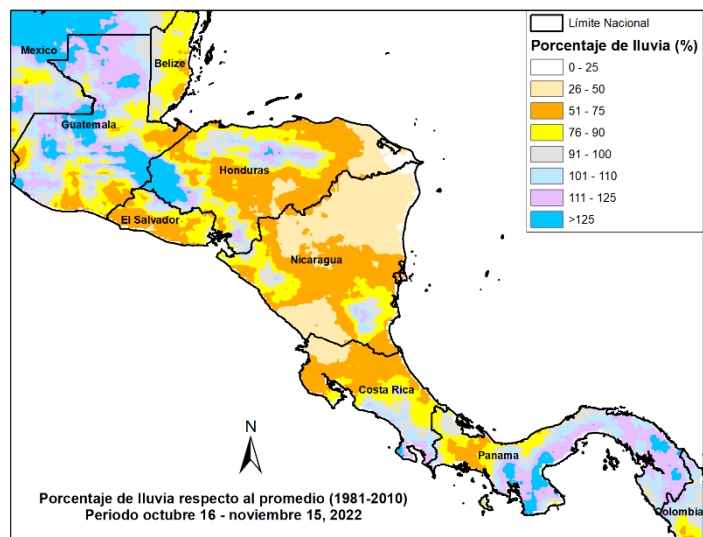 Límite Nacional
Porcentaje de lluvia (%)
0 - 25
26 - 50
51 - 75
76 - 90
91 - 100
101 - 110
111 - 125
>125
Mexico
Belize
Guatemala
Honduras
El Salvador
Nicaragua
Costa Rica
Panama
Colombia
N
Porcentaje de lluvia respecto al promedio (1981-2010)
Periodo octubre 16 - noviembre 15, 2022